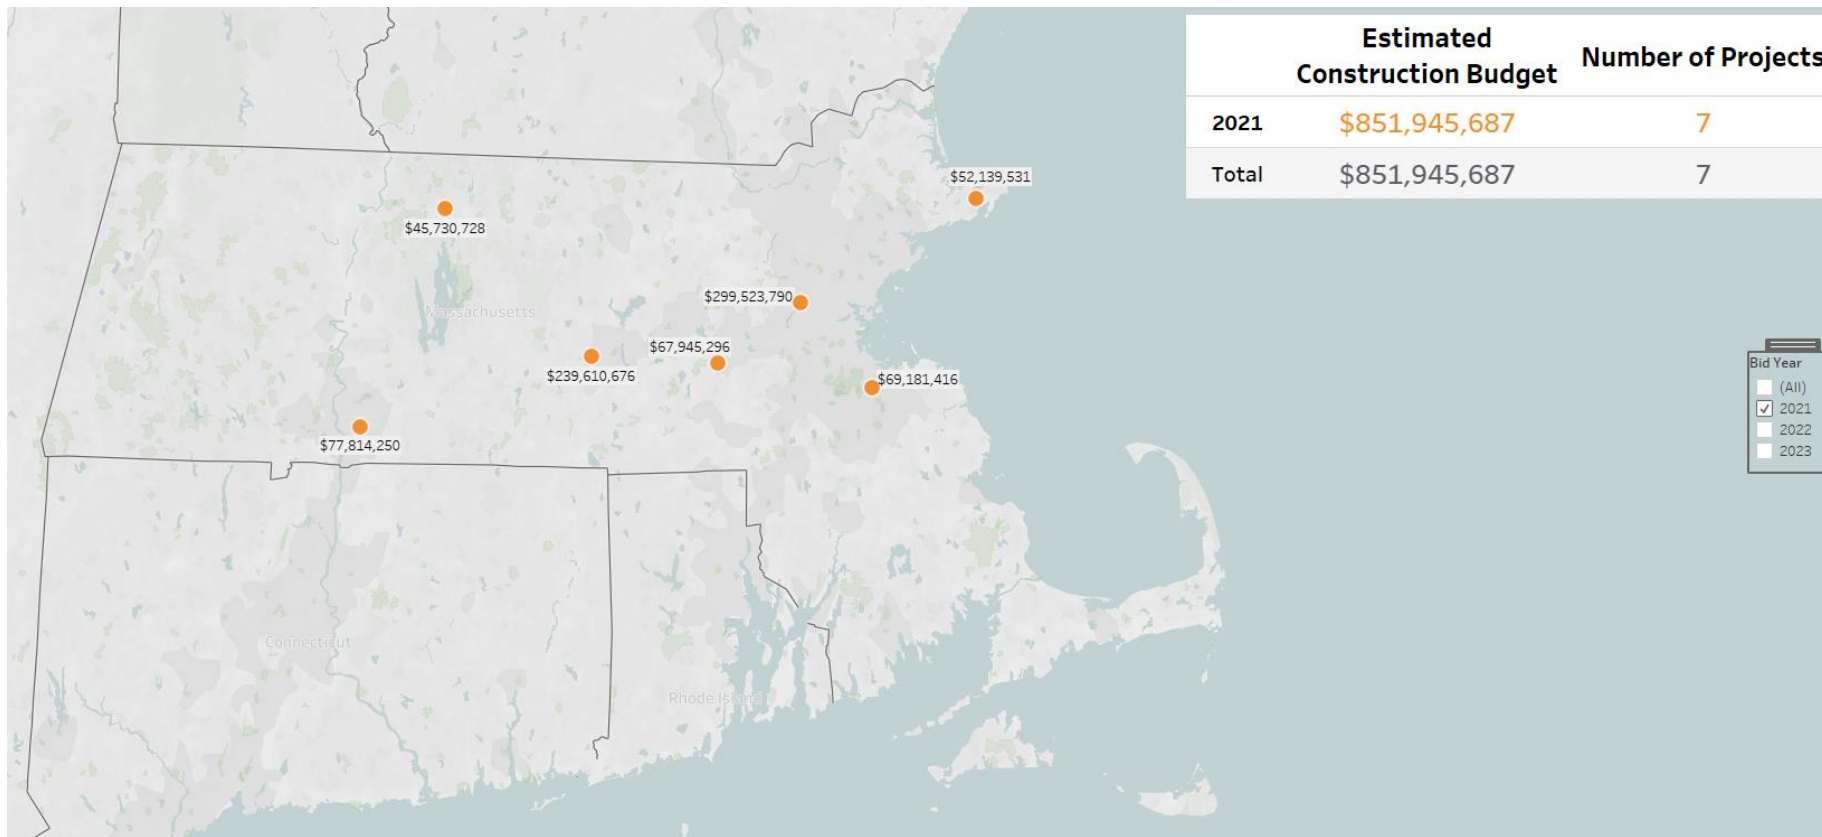 Estimated
Construction Budget
Number of Projects
2021
$851,945,687
7
Total
$851,945,687
7
$52,139,531
$45,730,728
$299,523,790
Massachusetts
$67,945,296
$239,610,676
$69,181,416
$77,814,250
Bid Year
(All)
2021
2022
2023
Connecticut
Rhode Island